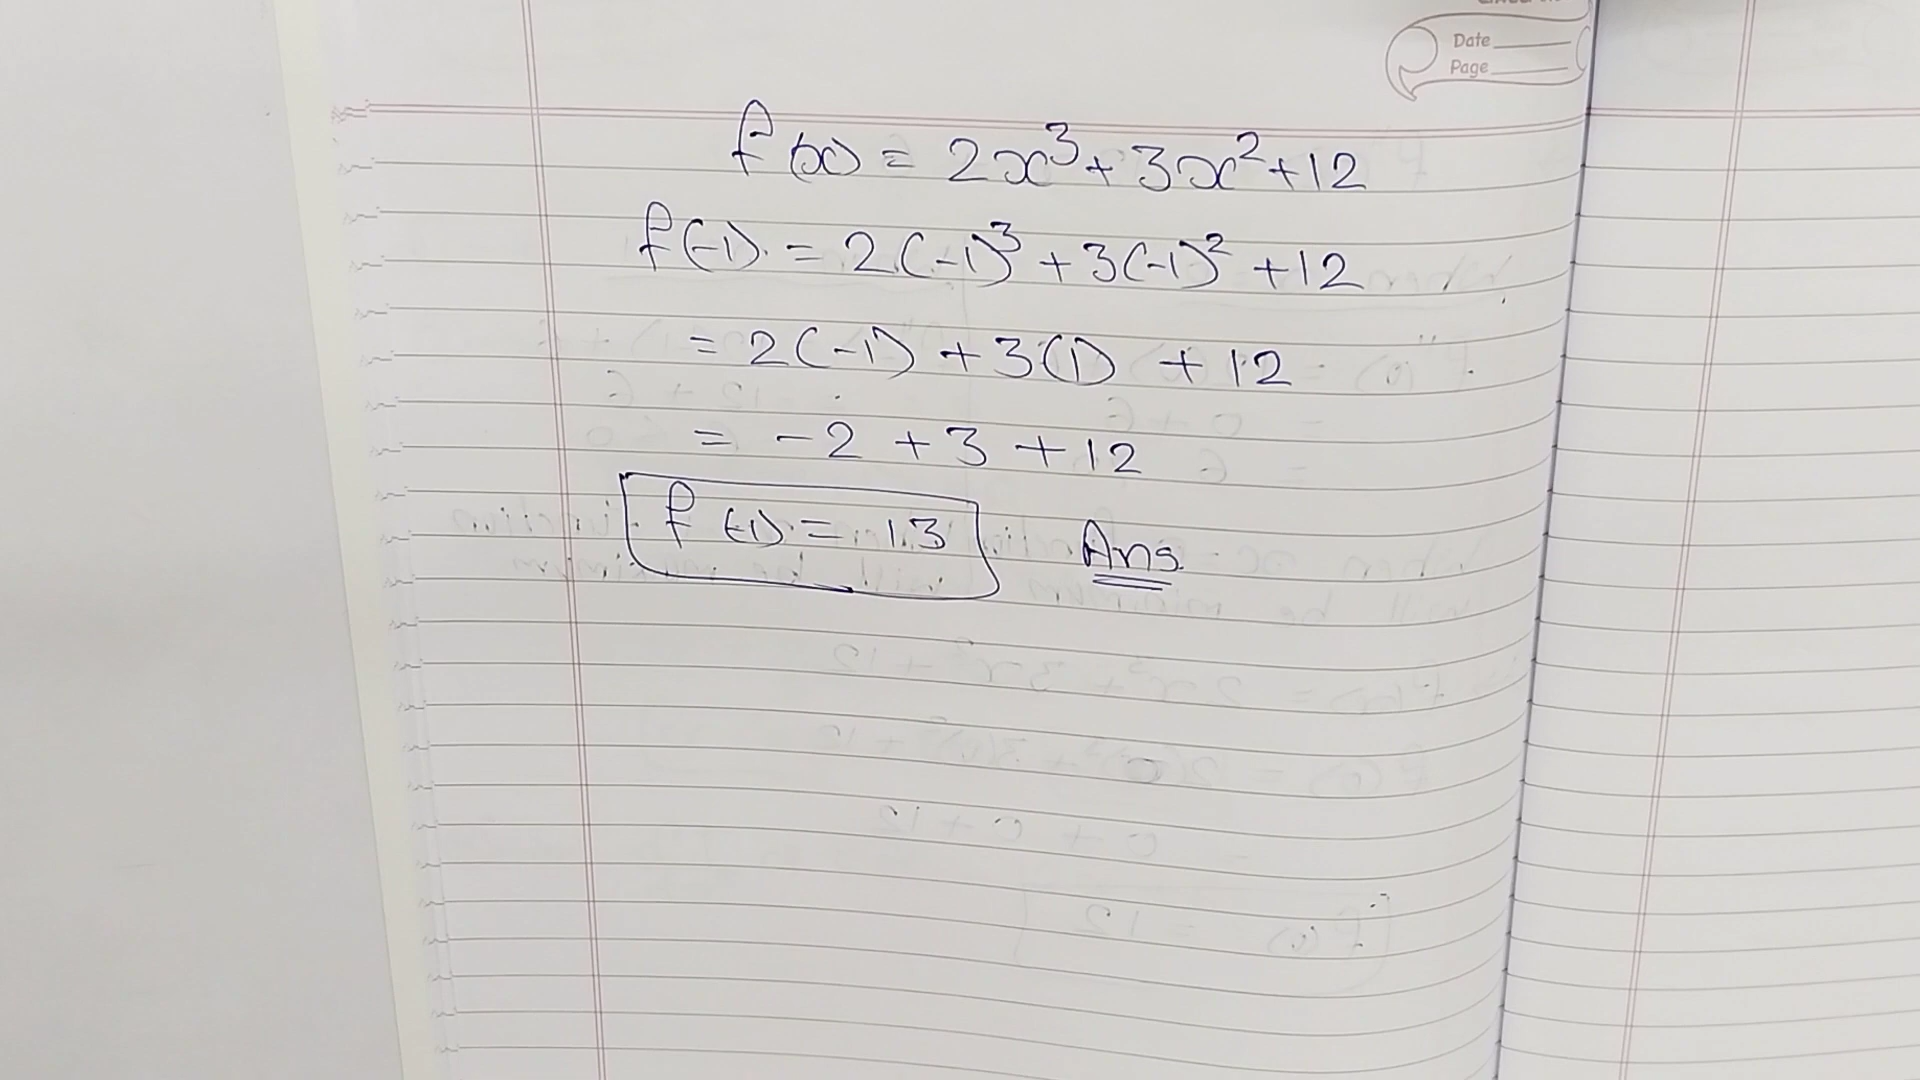 Date
Page
f(x) = 2x³ + 3x² + 12
f(-1) = 2(-1)³ + 3(-1)² + 12
= 2(-1) + 3(1) + 12
= -2 + 3 + 12
f(-1) = 13 Ans